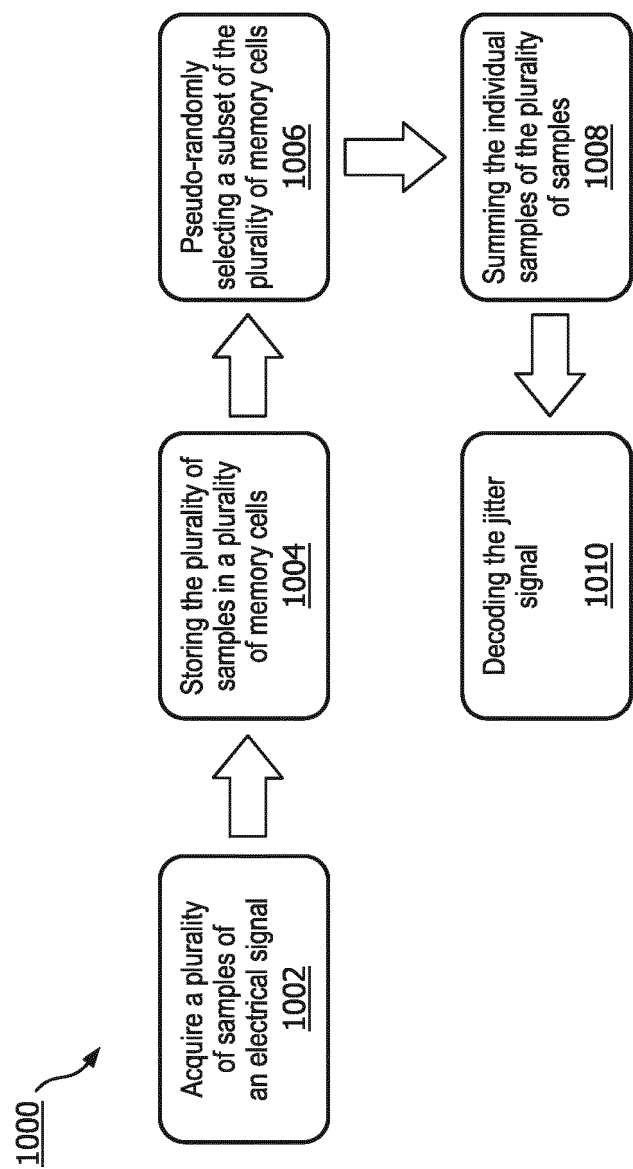 1000
Acquire a plurality
of samples of
an electrical signal
1002
Storing the plurality of
samples in a plurality
of memory cells
1004
Pseudo-randomly
selecting a subset of the
plurality of memory cells
1006
Summing the individual
samples of the plurality
of samples
1008
Decoding the jitter
signal
1010